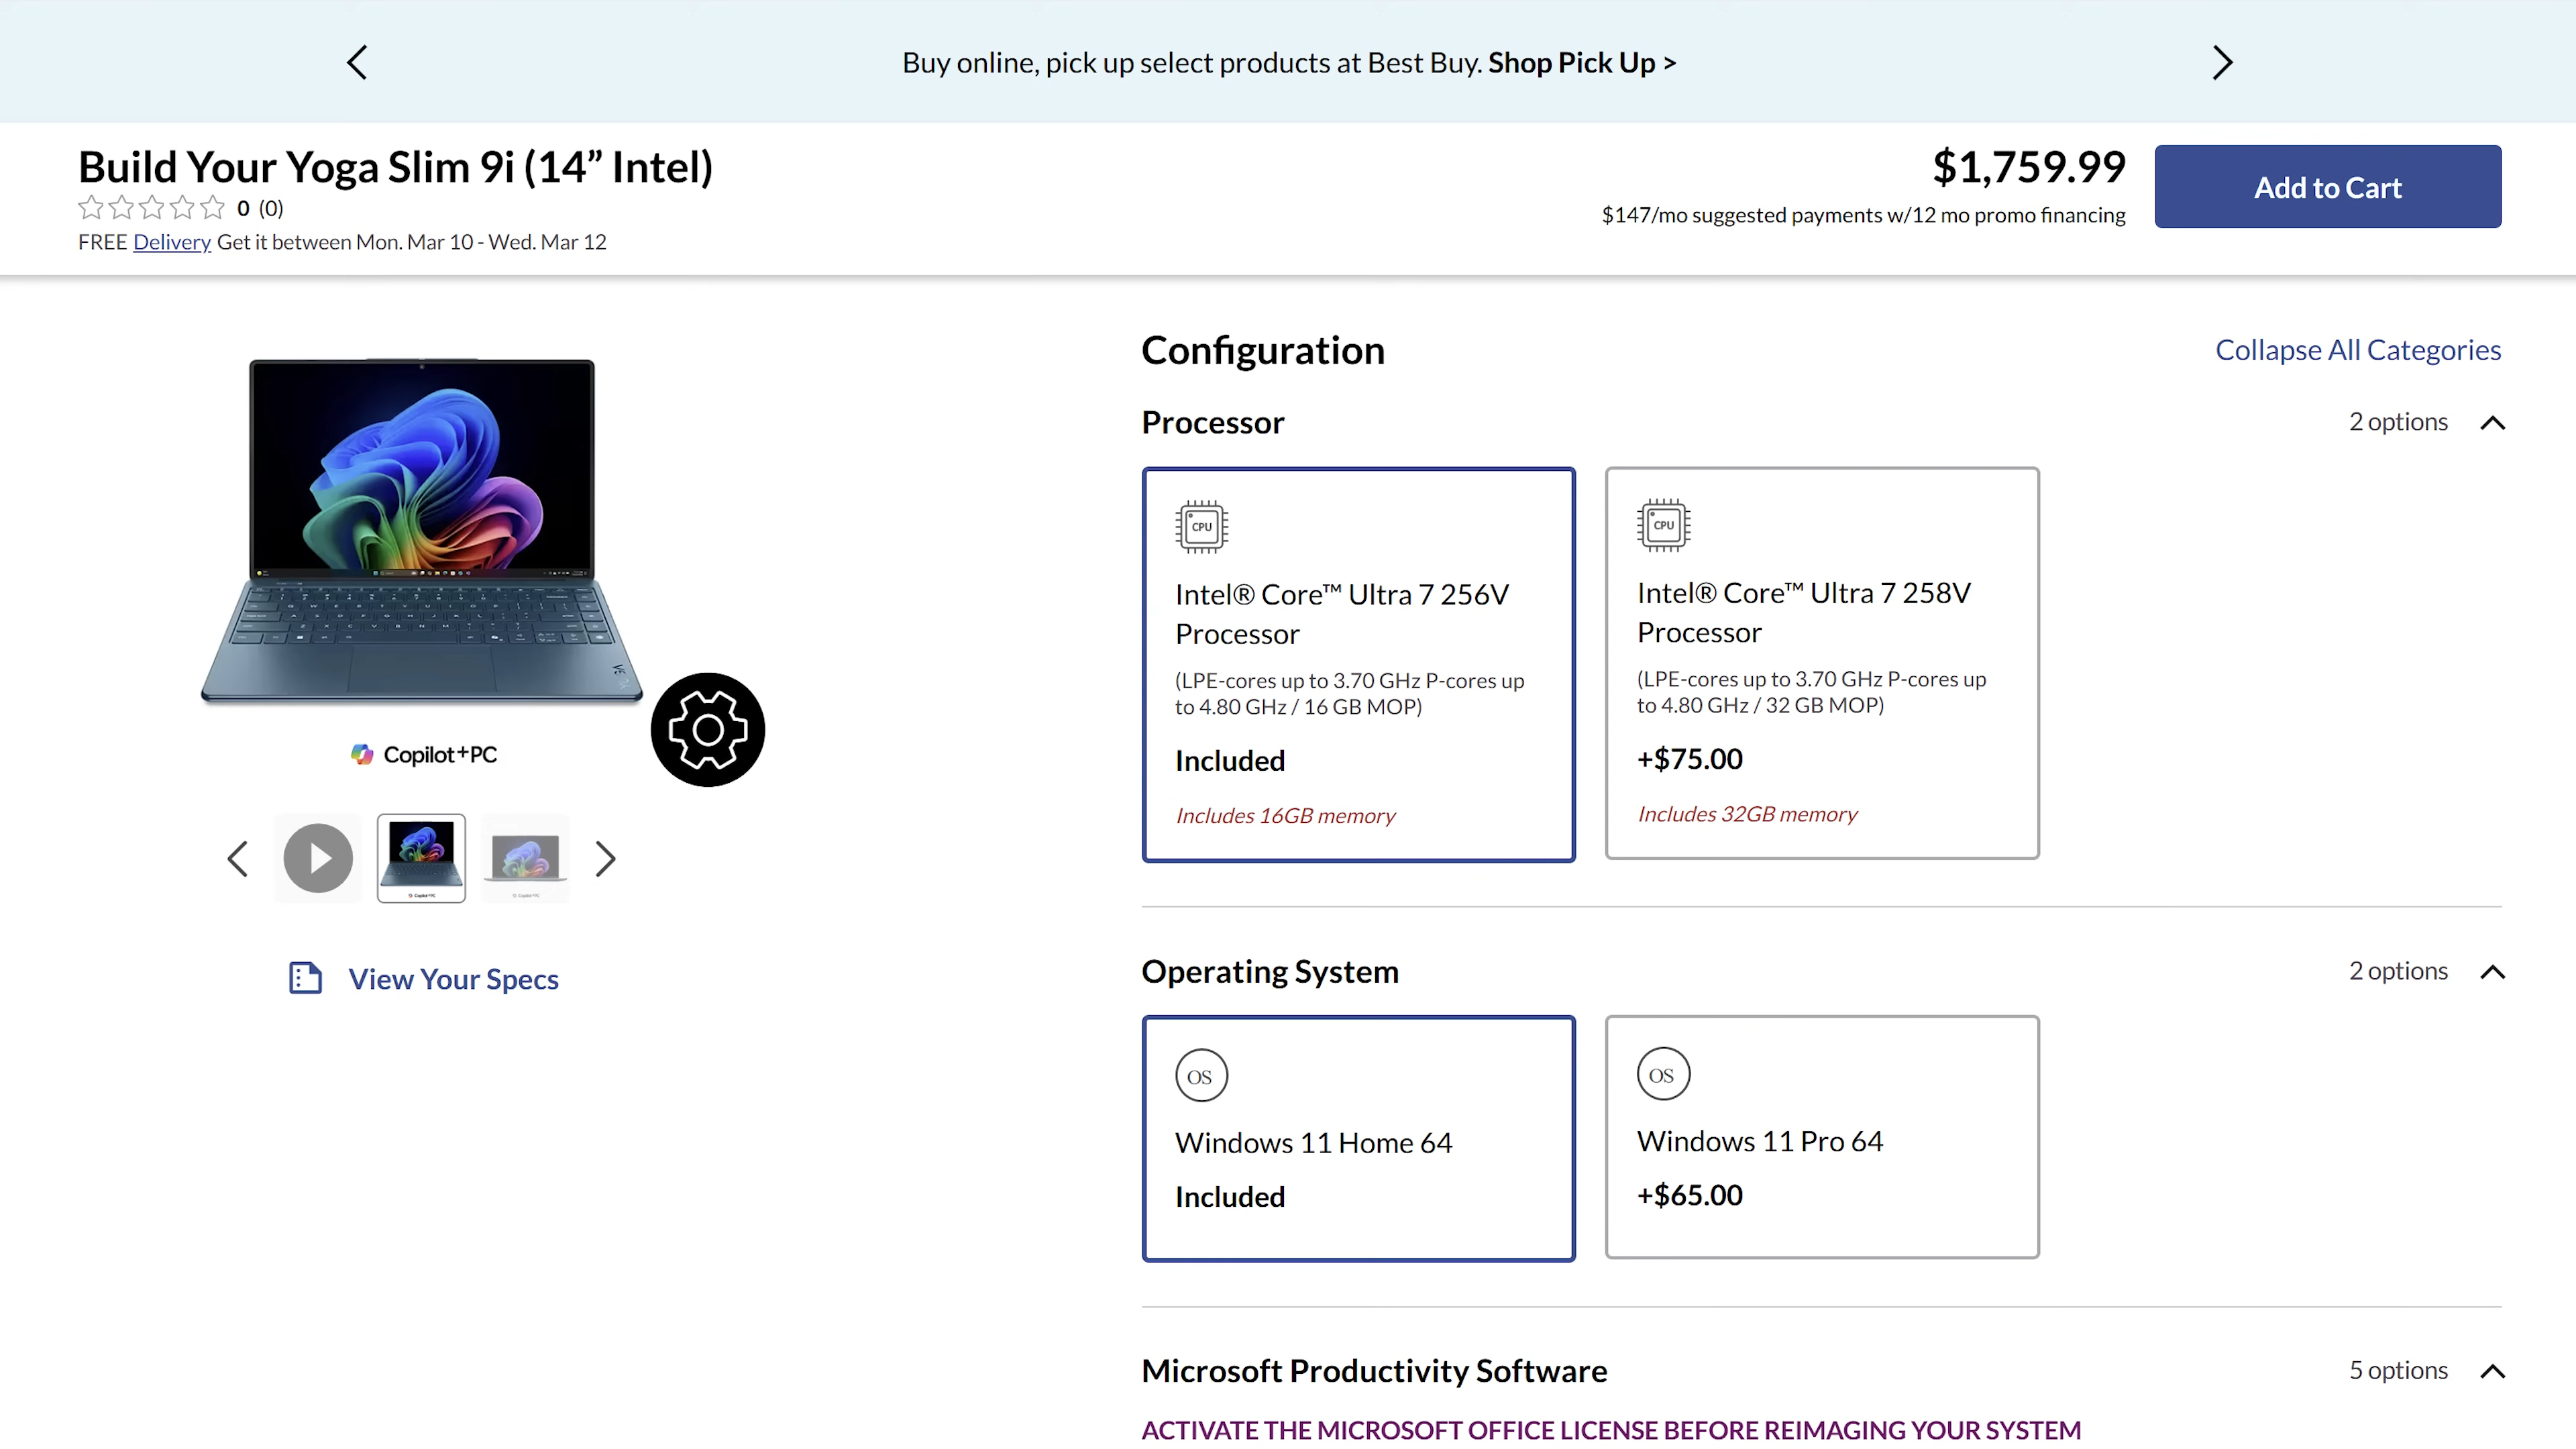 Buy online, pick up select products at Best Buy. Shop Pick Up >
Build Your Yoga Slim 9i (14” Intel)
0 (0)
FREE Delivery Get it between Mon. Mar 10 - Wed. Mar 12
$1,759.99
$147/mo suggested payments w/12 mo promo financing
Add to Cart
Copilot+PC
View Your Specs
Configuration
Collapse All Categories
Processor
2 options
CPU
Intel® Core™ Ultra 7 256V
Processor
(LPE-cores up to 3.70 GHz P-cores up
to 4.80 GHz / 16 GB MOP)
Included
Includes 16GB memory
CPU
Intel® Core™ Ultra 7 258V
Processor
(LPE-cores up to 3.70 GHz P-cores up
to 4.80 GHz / 32 GB MOP)
+$75.00
Includes 32GB memory
Operating System
2 options
OS
Windows 11 Home 64
Included
OS
Windows 11 Pro 64
+$65.00
Microsoft Productivity Software
5 options
ACTIVATE THE MICROSOFT OFFICE LICENSE BEFORE REIMAGING YOUR SYSTEM